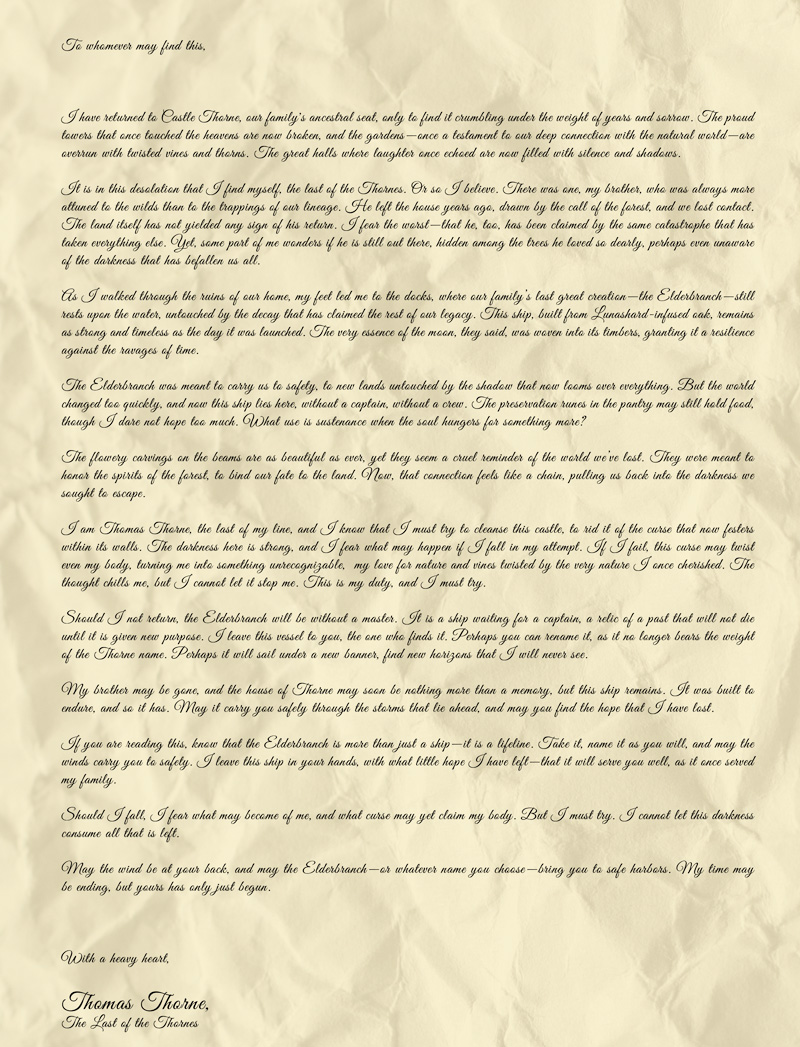 To whomever may find this,
I have returned to Castle Thorne, our family's ancestral seat, only to find it crumbling under the weight of years and sorrow. The proud
towers that once touched the heavens are now broken, and the gardens—once a testament to our deep connection with the natural world—are
overrun with twisted vines and thorns. The great halls where laughter once echoed are now filled with silence and shadows.
It is in this desolation that I find myself, the last of the Thornes. Or so I believe. There was one, my brother, who was always more
attuned to the wilds than to the trappings of our lineage. He left the house years ago, drawn by the call of the forest, and we lost contact.
The land itself has not yielded any sign of his return. I fear the worst—that he, too, has been claimed by the same catastrophe that has
taken everything else. Yet, some part of me wonders if he is still out there, hidden among the trees he loved so dearly, perhaps even unaware
of the darkness that has befallen us all.
As I walked through the ruins of our home, my feet led me to the docks, where our family's last great creation—the Elderbranch—still
rests upon the water, untouched by the decay that has claimed the rest of our legacy. This ship, built from Lunashard-infused oak, remains
as strong and timeless as the day it was launched. The very essence of the moon, they said, was woven into its timbers, granting it a resilience
against the ravages of time.
The Elderbranch was meant to carry us to safety, to new lands untouched by the shadow that now looms over everything. But the world
changed too quickly, and now this ship lies here, without a captain, without a crew. The preservation runes in the pantry may still hold food,
though I dare not hope too much. What use is sustenance when the soul hungers for something more?
The flowery carvings on the beams are as beautiful as ever, yet they seem a cruel reminder of the world we've lost. They were meant to
honor the spirits of the forest, to bind our fate to the land. Now, that connection feels like a chain, pulling us back into the darkness we
sought to escape.
I am Thomas Thorne, the last of my line, and I know that I must try to cleanse this castle, to rid it of the curse that now festers
within its walls. The darkness here is strong, and I fear what may happen if I fall in my attempt. If I fail, this curse may twist
even my body, turning me into something unrecognizable, my love for nature and vines twisted by the very nature I once cherished. The
thought chills me, but I cannot let it stop me. This is my duty, and I must try.
Should I not return, the Elderbranch will be without a master. It is a ship waiting for a captain, a relic of a past that will not die
until it is given new purpose. I leave this vessel to you, the one who finds it. Perhaps you can rename it, as it no longer bears the weight
of the Thorne name. Perhaps it will sail under a new banner, find new horizons that I will never see.
My brother may be gone, and the house of Thorne may soon be nothing more than a memory, but this ship remains. It was built to
endure, and so it has. May it carry you safely through the storms that lie ahead, and may you find the hope that I have lost.
If you are reading this, know that the Elderbranch is more than just a ship—it is a lifeline. Take it, name it as you will, and may the
winds carry you to safety. I leave this ship in your hands, with what little hope I have left—that it will serve you well, as it once served
my family.
Should I fall, I fear what may become of me, and what curse may yet claim my body. But I must try. I cannot let this darkness
consume all that is left.
May the wind be at your back, and may the Elderbranch—or whatever name you choose—bring you to safe harbors. My time may
be ending, but yours has only just begun.
With a heavy heart,
Thomas Thorne,
The Last of the Thornes